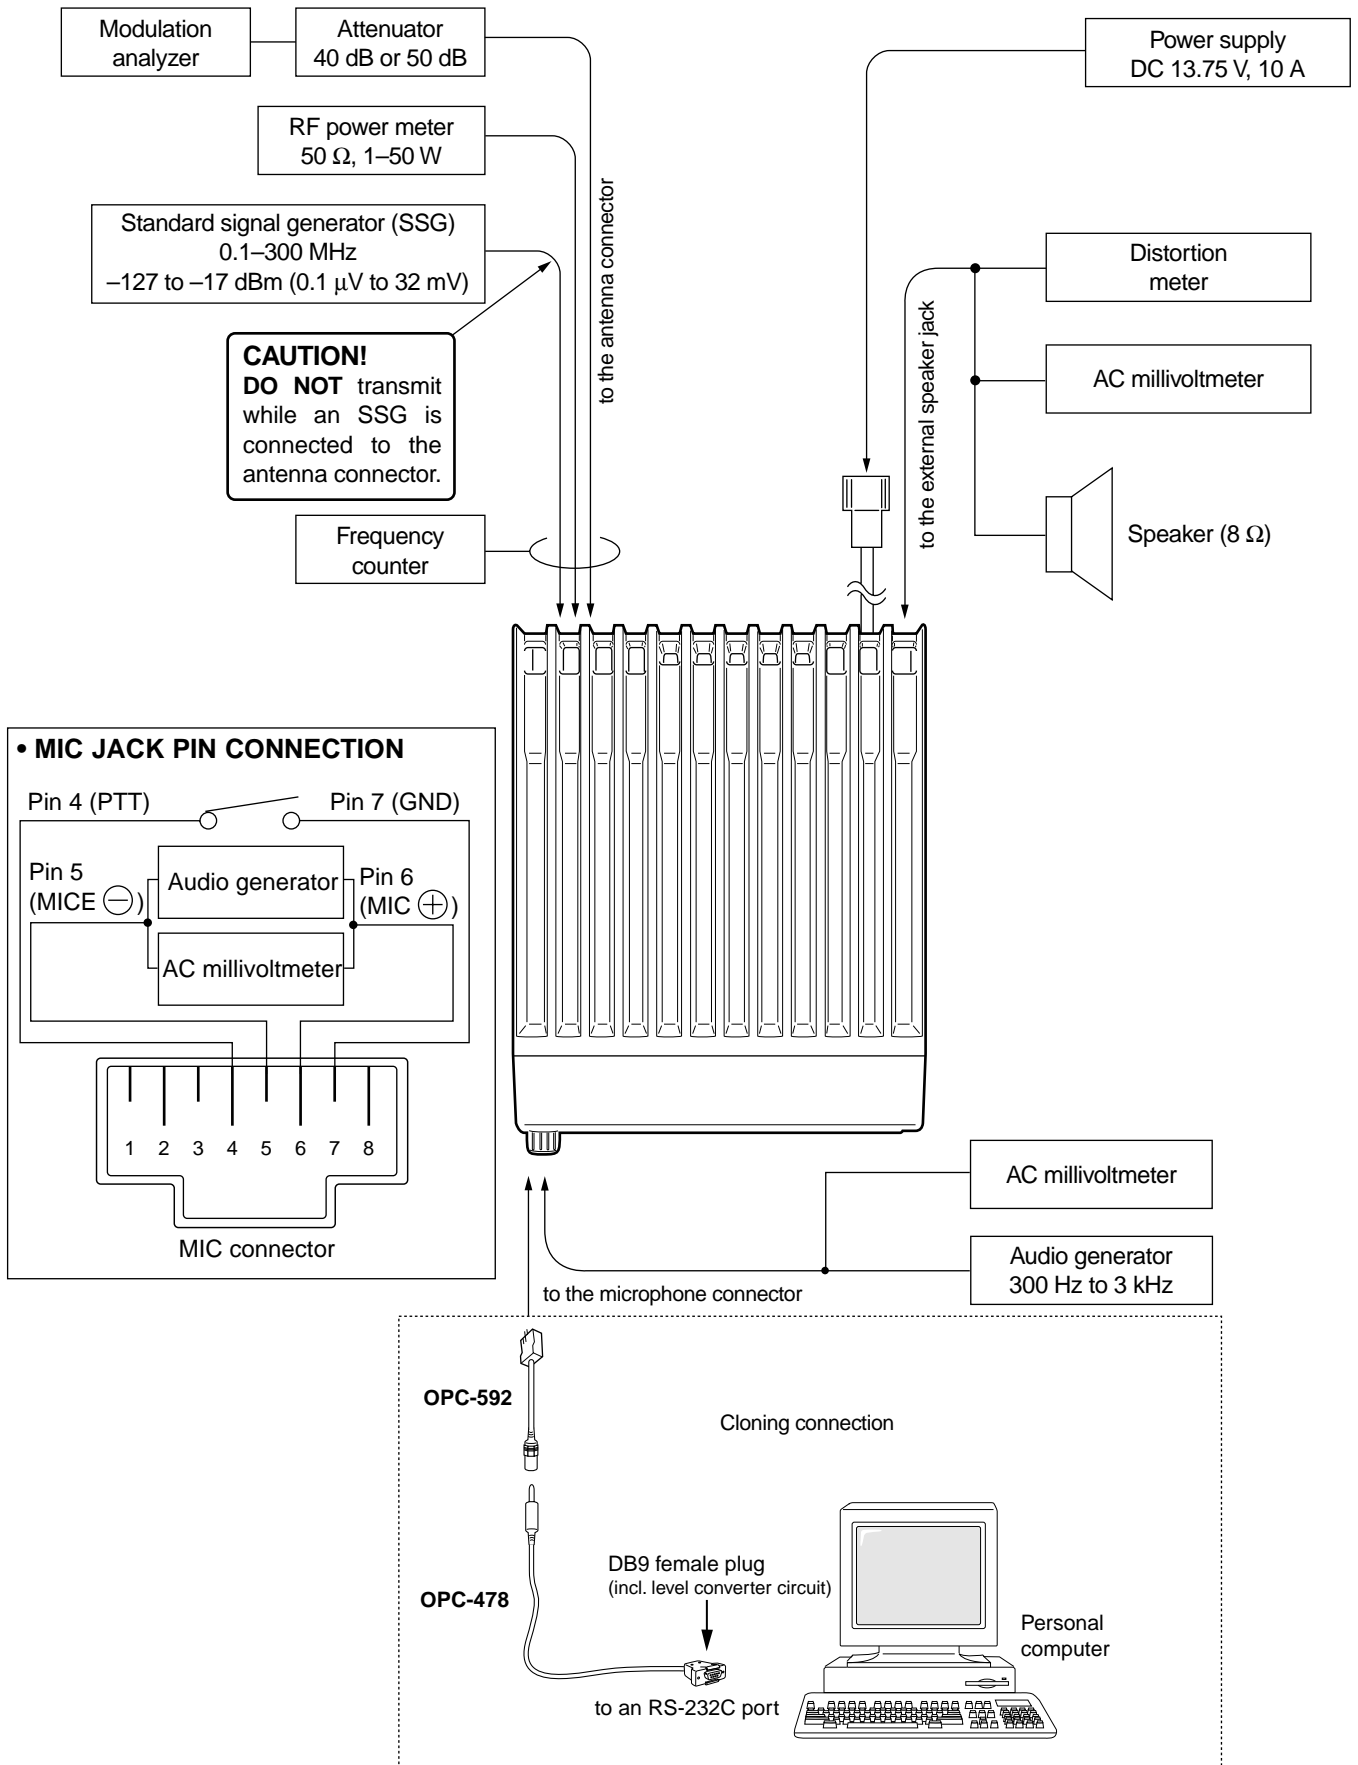 Modulation
analyzer
Attenuator
40 dB or 50 dB
Power supply
DC 13.75 V, 10 A
RF power meter
50 Ω, 1–50 W
to the antenna connector
Standard signal generator (SSG)
0.1–300 MHz
–127 to –17 dBm (0.1 μV to 32 mV)
Distortion
meter
to the external speaker jack
CAUTION!
DO NOT transmit
while an SSG is
connected to the
antenna connector.
AC millivoltmeter
Frequency
counter
Speaker (8 Ω)
• MIC JACK PIN CONNECTION
Pin 4 (PTT)
Pin 7 (GND)
Pin 5
(MICE ⊖)
Audio generator
Pin 6
(MIC ⊕)
AC millivoltmeter
1 2 3 4 5 6 7 8
MIC connector
AC millivoltmeter
Audio generator
300 Hz to 3 kHz
to the microphone connector
OPC-592
Cloning connection
OPC-478
DB9 female plug
(incl. level converter circuit)
Personal
computer
to an RS-232C port